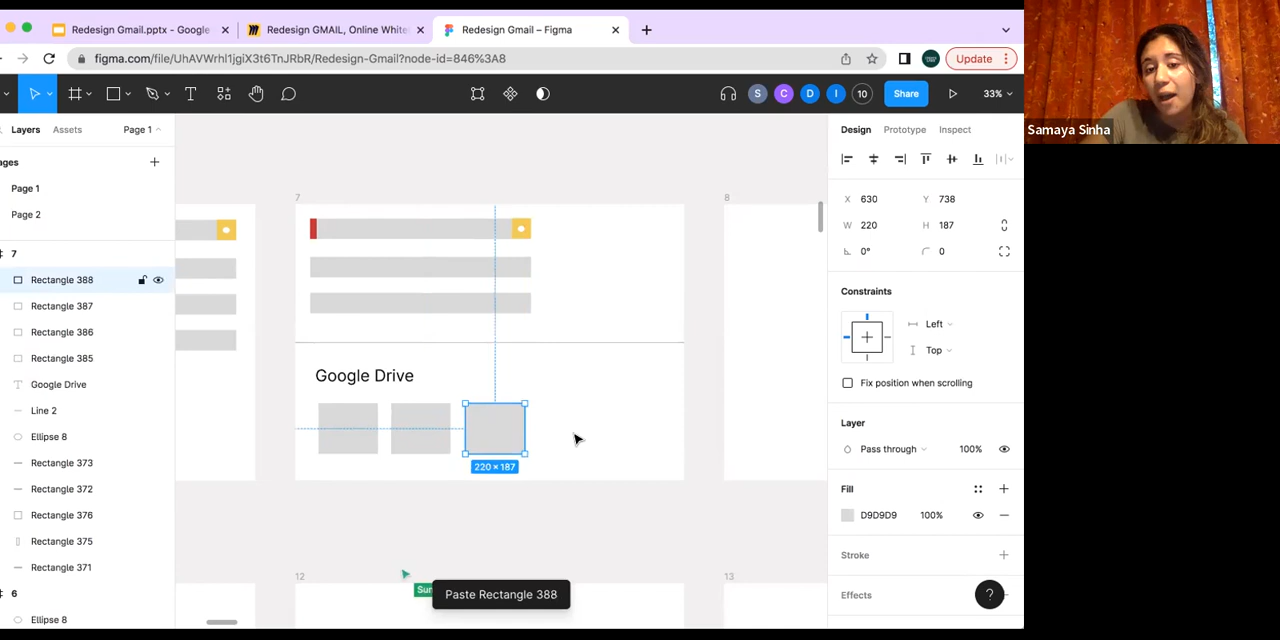 Redesign Gmail.pptx - Google
Redesign GMAIL, Online White
Redesign Gmail – Figma
figma.com/file/UhAVWrhl1jgiX3t6TnJRbR/Redesign-Gmail?node-id=846%3A8
Update
S C D I 10
Share
33%
Layers
Assets
Page 1
ages
Page 1
Page 2
7
Rectangle 388
Rectangle 387
Rectangle 386
Rectangle 385
Google Drive
Line 2
Ellipse 8
Rectangle 373
Rectangle 372
Rectangle 376
Rectangle 375
Rectangle 371
6
Ellipse 8
7
8
Google Drive
220 × 187
12
13
Paste Rectangle 388
Design
Prototype
Inspect
X 630
Y 738
W 220
H 187
0°
0
Constraints
Left
Top
Fix position when scrolling
Layer
Pass through
100%
Fill
D9D9D9
100%
Stroke
Effects
?
Samaya Sinha